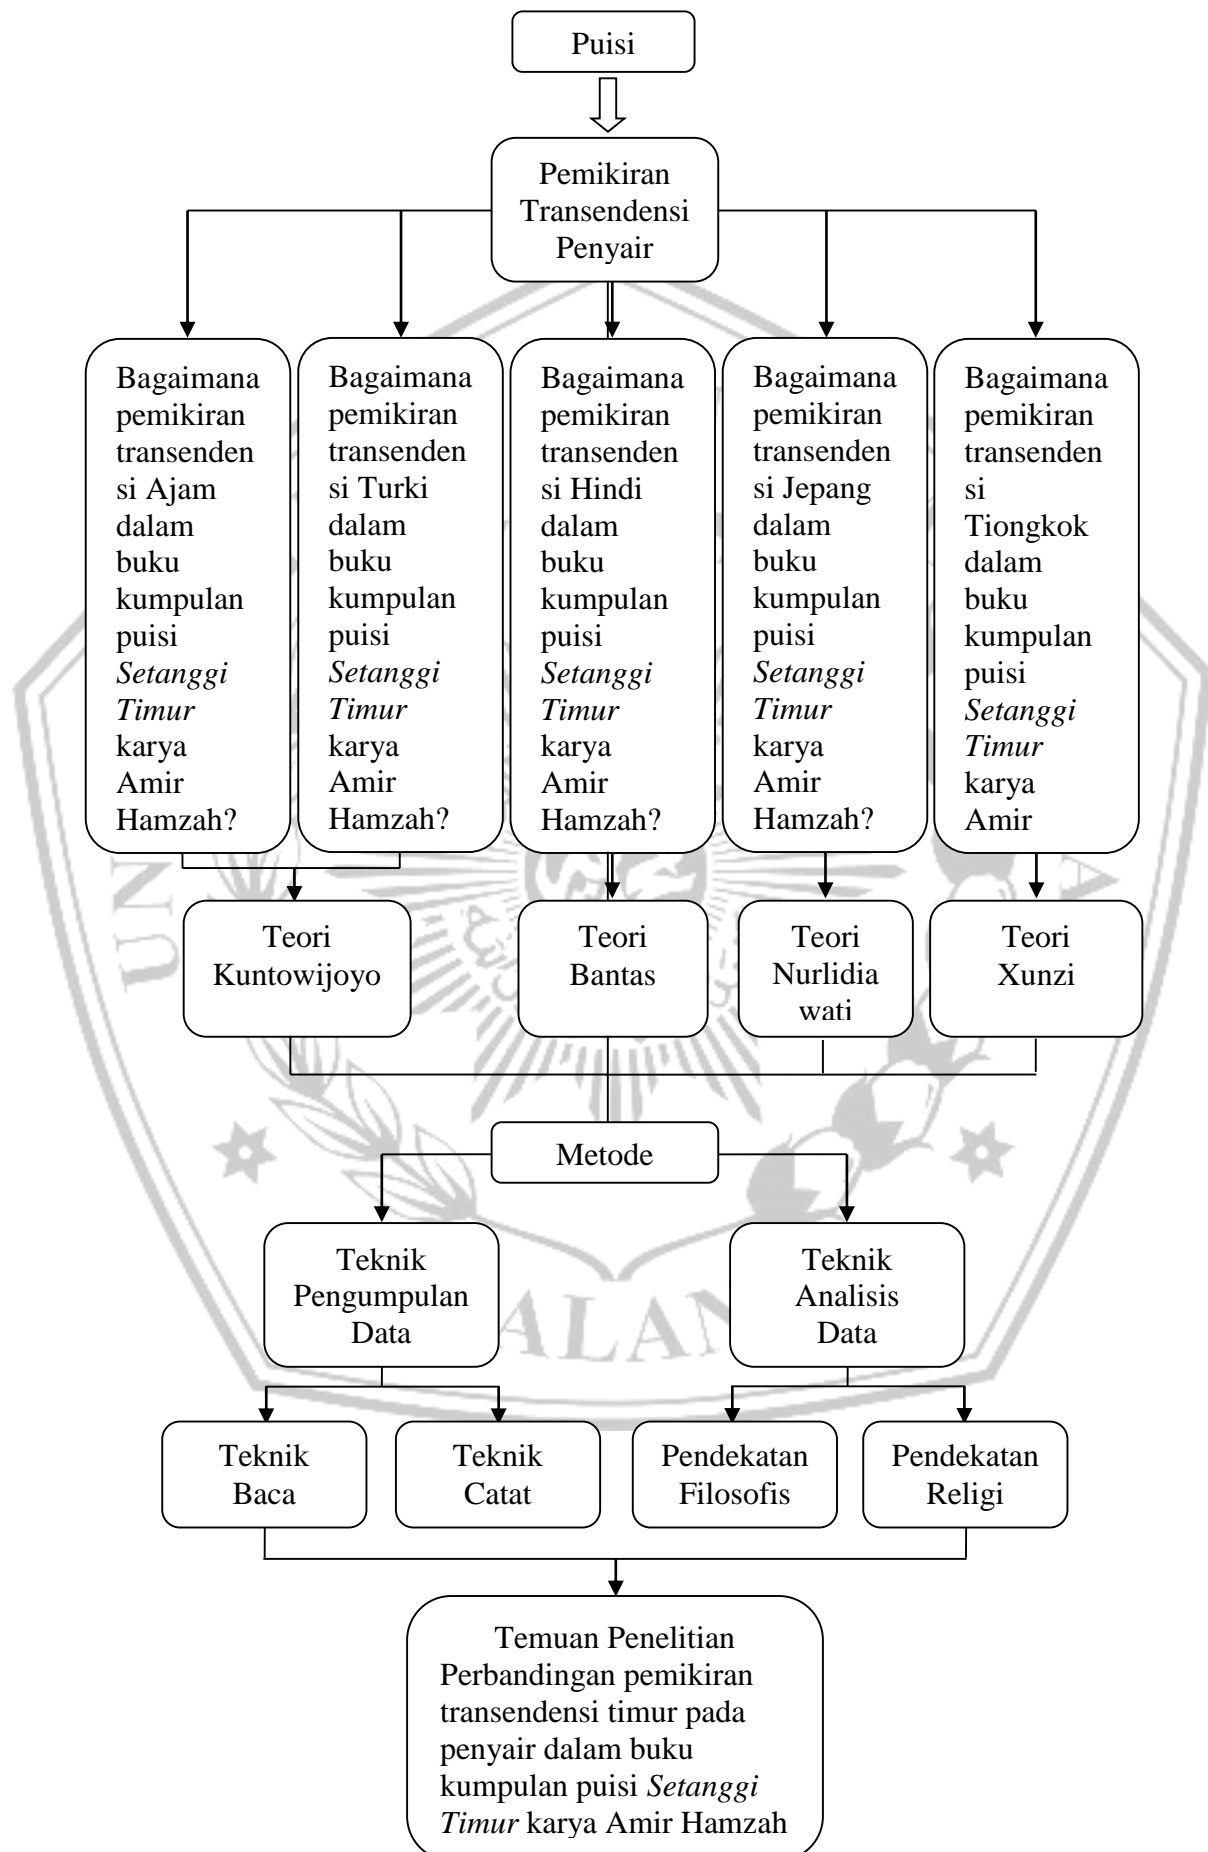 Puisi
Pemikiran
Transendensi
Penyair
Bagaimana
pemikiran
transenden
si Ajam
dalam
buku
kumpulan
puisi
Setanggi
Timur
karya
Amir
Hamzah?
Bagaimana
pemikiran
transenden
si Turki
dalam
buku
kumpulan
puisi
Setanggi
Timur
karya
Amir
Hamzah?
Bagaimana
pemikiran
transenden
si Hindi
dalam
buku
kumpulan
puisi
Setanggi
Timur
karya
Amir
Hamzah?
Bagaimana
pemikiran
transenden
si Jepang
dalam
buku
kumpulan
puisi
Setanggi
Timur
karya
Amir
Hamzah?
Bagaimana
pemikiran
transenden
si
Tiongkok
dalam
buku
kumpulan
puisi
Setanggi
Timur
karya
Amir
Teori
Kuntowijoyo
Teori
Bantas
Teori
Nurlidia
wati
Teori
Xunzi
Metode
Teknik
Pengumpulan
Data
Teknik
Analisis
Data
Teknik
Baca
Teknik
Catat
Pendekatan
Filosofis
Pendekatan
Religi
Temuan Penelitian
Perbandingan pemikiran
transendensi timur pada
penyair dalam buku
kumpulan puisi Setanggi
Timur karya Amir Hamzah